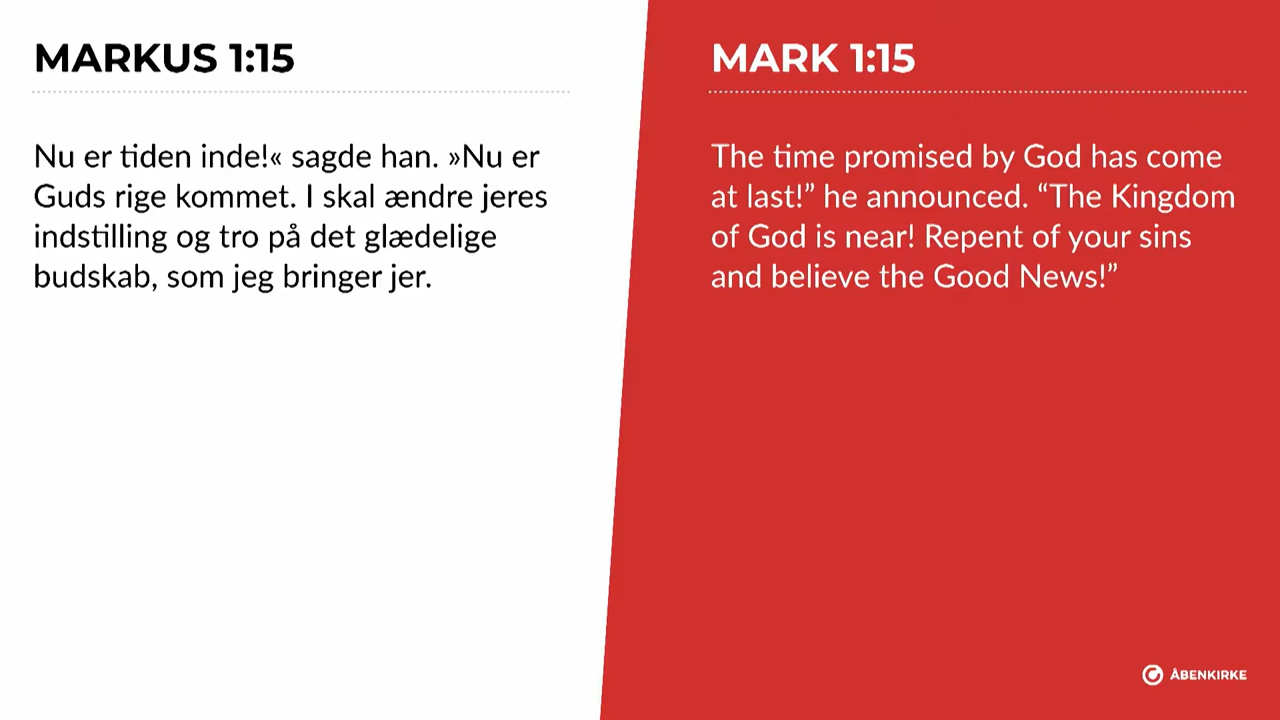 MARKUS 1:15
Nu er tiden inde!« sagde han. »Nu er
Guds rige kommet. I skal ændre jeres
indstilling og tro på det glædelige
budskab, som jeg bringer jer.
MARK 1:15
The time promised by God has come
at last!” he announced. “The Kingdom
of God is near! Repent of your sins
and believe the Good News!”
ÅBENKIRKE